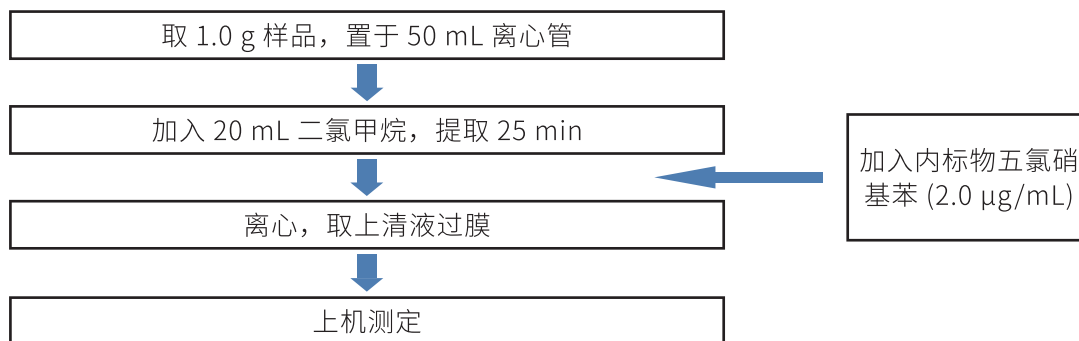 取 1.0 g 样品，置于 50 mL 离心管
加入 20 mL 二氯甲烷，提取 25 min
加入内标物五氯硝
基苯 (2.0 μg/mL)
离心，取上清液过膜
上机测定